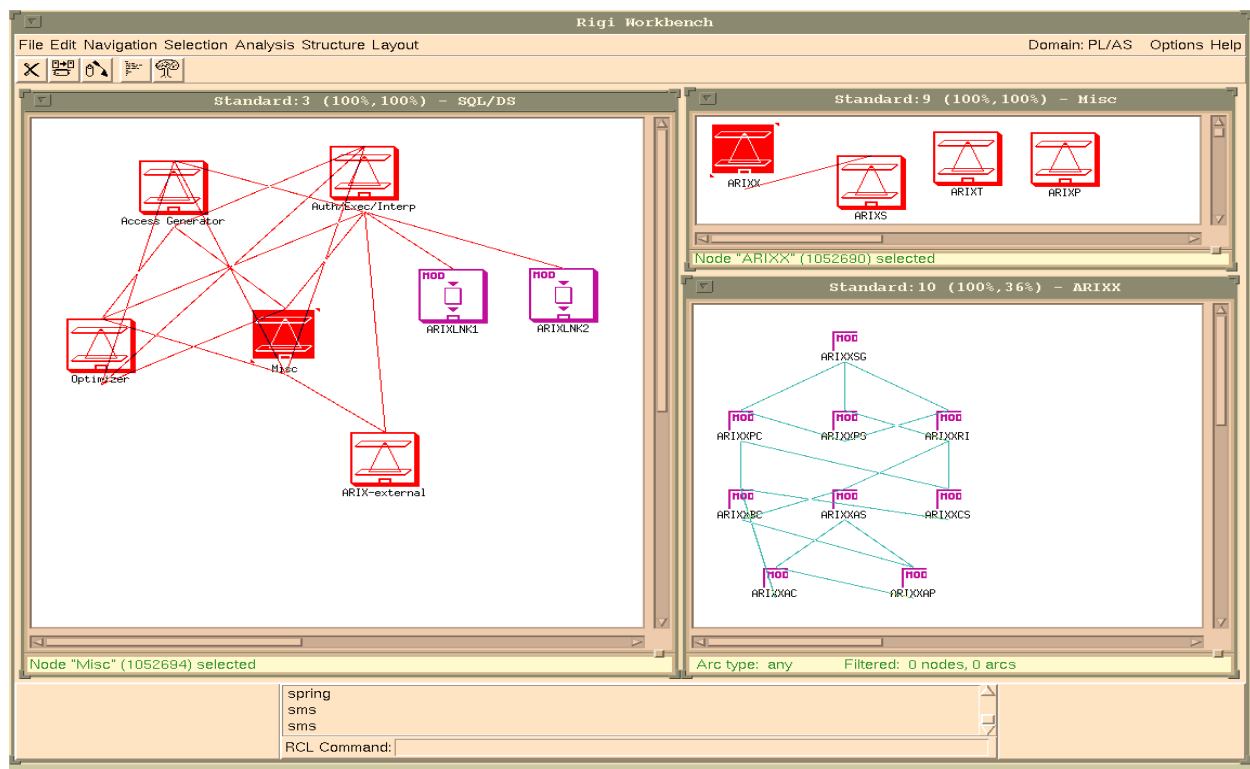 Rigi Workbench
File Edit Navigation Selection Analysis Structure Layout Domain: PL/AS Options Help
Standard:3 (100%,100%) - SQL/DS
Access Generator
Auth/Exec/Interp
MOD
ARIXLNK1
MOD
ARIXLNK2
Optimizer
Misc
ARIX-external
Node "Misc" (1052694) selected
Standard:9 (100%,100%) - Misc
ARIXX
ARIXS
ARIXT
ARIXP
Node "ARIXX" (1052690) selected
Standard:10 (100%,36%) - ARIXX
MOD
ARIXXSG
MOD MOD MOD
ARIXXPC ARIXXPS ARIXXRI
MOD MOD MOD
ARIXXBC ARIXXAS ARIXXCS
MOD MOD
ARIXXAC ARIXXAP
Arc type: any Filtered: 0 nodes, 0 arcs
spring
sms
sms
RCL Command: